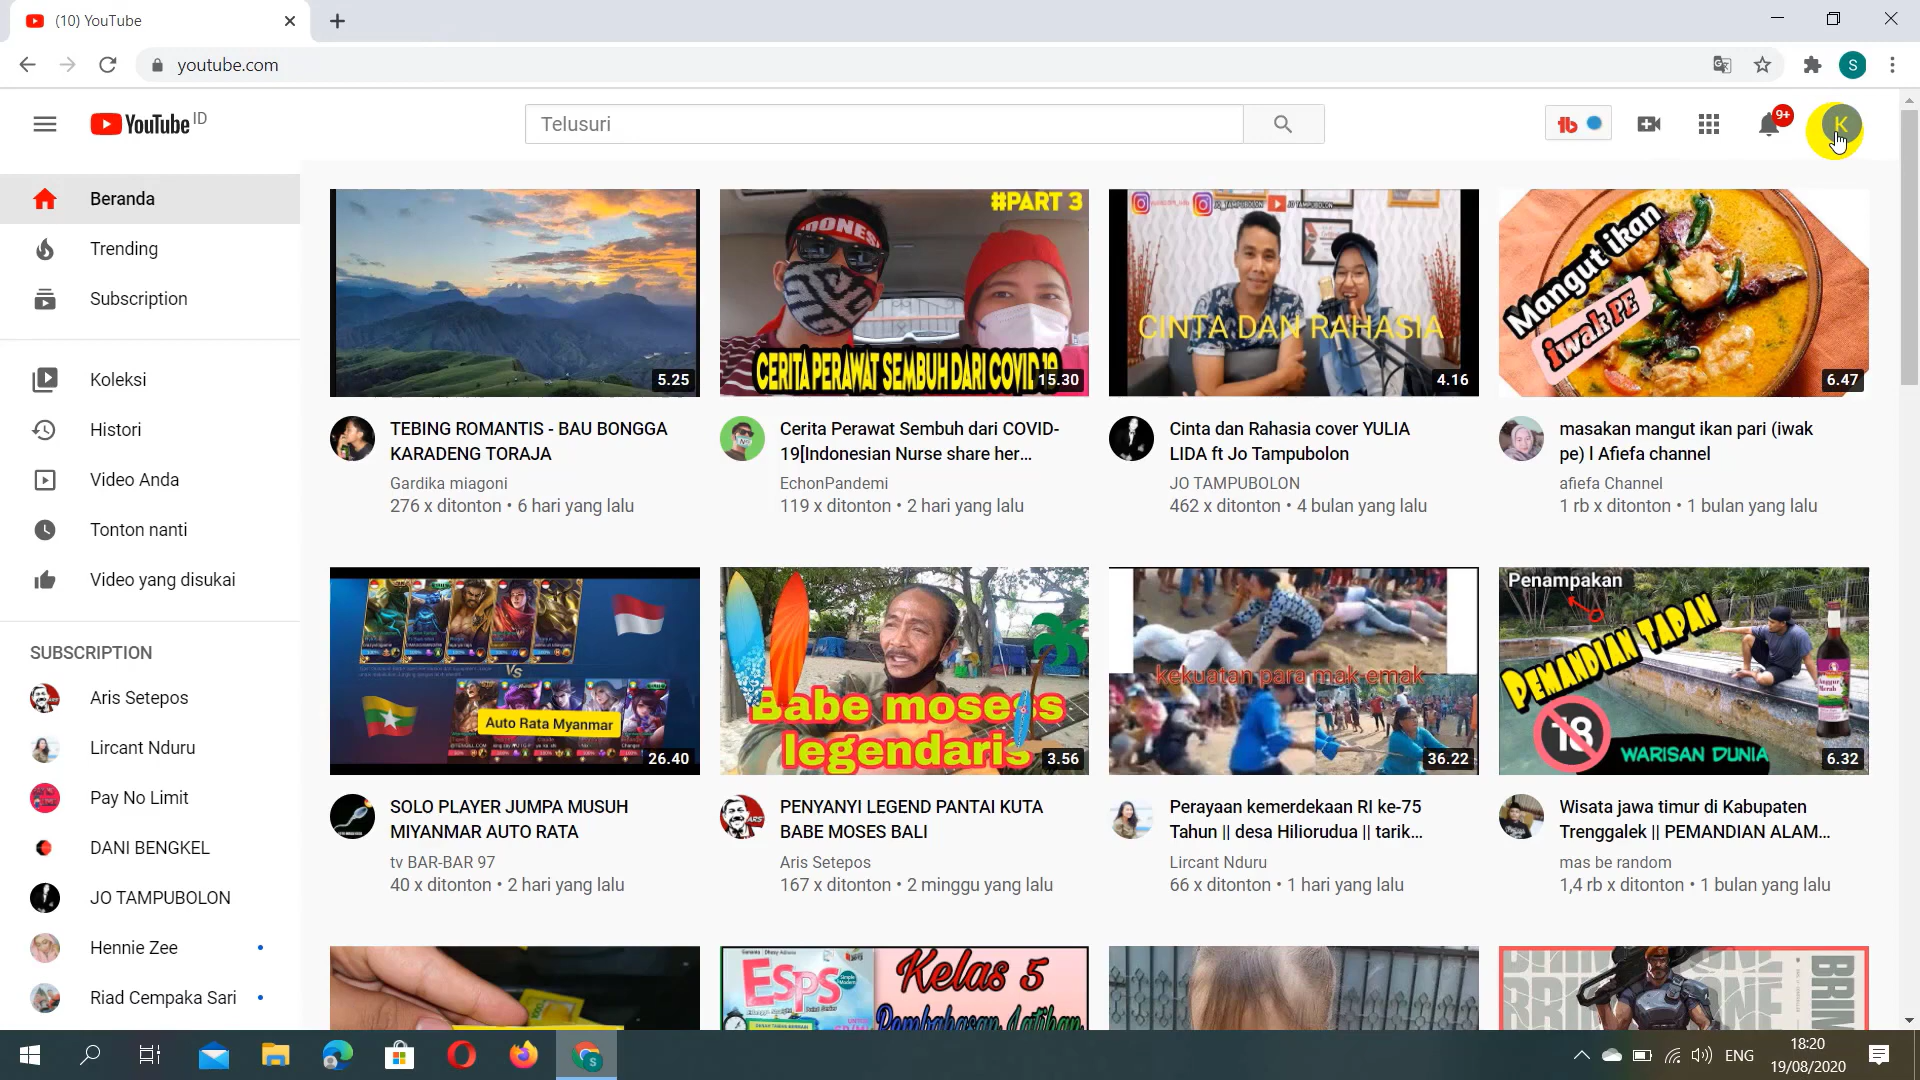 (10) YouTube
youtube.com
S
YouTube ID
Telusuri
tb
9+
K
Beranda
Trending
Subscription
Koleksi
Histori
Video Anda
Tonton nanti
Video yang disukai
SUBSCRIPTION
Aris Setepos
Lircant Nduru
Pay No Limit
DANI BENGKEL
JO TAMPUBOLON
Hennie Zee
Riad Cempaka Sari
5.25
TEBING ROMANTIS - BAU BONGGA
KARADENG TORAJA
Gardika miagoni
276 x ditonton • 6 hari yang lalu
#PART 3
CERITA PERAWAT SEMBUH DARI COVID 19
15.30
Cerita Perawat Sembuh dari COVID-
19[Indonesian Nurse share her...
EchonPandemi
119 x ditonton • 2 hari yang lalu
JO TAMPUBOLON
CINTA DAN RAHASIA
4.16
Cinta dan Rahasia cover YULIA
LIDA ft Jo Tampubolon
JO TAMPUBOLON
462 x ditonton • 4 bulan yang lalu
Mangut ikan
iwak PE
6.47
masakan mangut ikan pari (iwak
pe) l Afiefa channel
afiefa Channel
1 rb x ditonton • 1 bulan yang lalu
VS
Auto Rata Myanmar
26.40
SOLO PLAYER JUMPA MUSUH
MIYANMAR AUTO RATA
tv BAR-BAR 97
40 x ditonton • 2 hari yang lalu
Babe moses s
legendaris
3.56
PENYANYI LEGEND PANTAI KUTA
BABE MOSES BALI
Aris Setepos
167 x ditonton • 2 minggu yang lalu
kekuatan para mak emak
36.22
Perayaan kemerdekaan RI ke-75
Tahun || desa Hiliorudua || tarik...
Lircant Nduru
66 x ditonton • 1 hari yang lalu
Penampakan
PEMANDIAN TAPAN
Anggur
Merah
18
WARISAN DUNIA
6.32
Wisata jawa timur di Kabupaten
Trenggalek || PEMANDIAN ALAM...
mas be random
1,4 rb x ditonton • 1 bulan yang lalu
ESPS
Kelas 5
Pembahasan Latihan
BRIMSTONE
ENG
18:20
19/08/2020